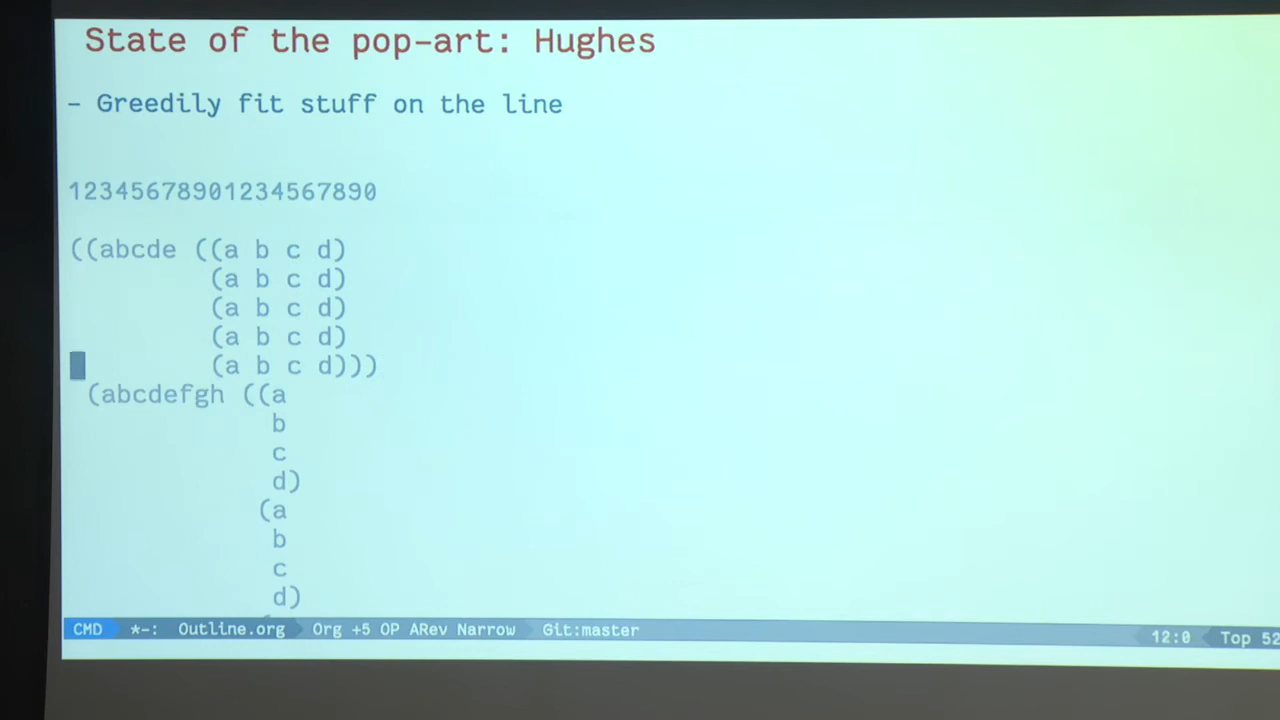 State of the pop-art: Hughes
- Greedily fit stuff on the line
12345678901234567890
((abcde ((a b c d)
(a b c d)
(a b c d)
(a b c d)
(a b c d)))
(abcdefgh ((a
b
c
d)
(a
b
c
d)
CMD *-: Outline.org Org +5 OP ARev Narrow Git:master 12:0 Top 52